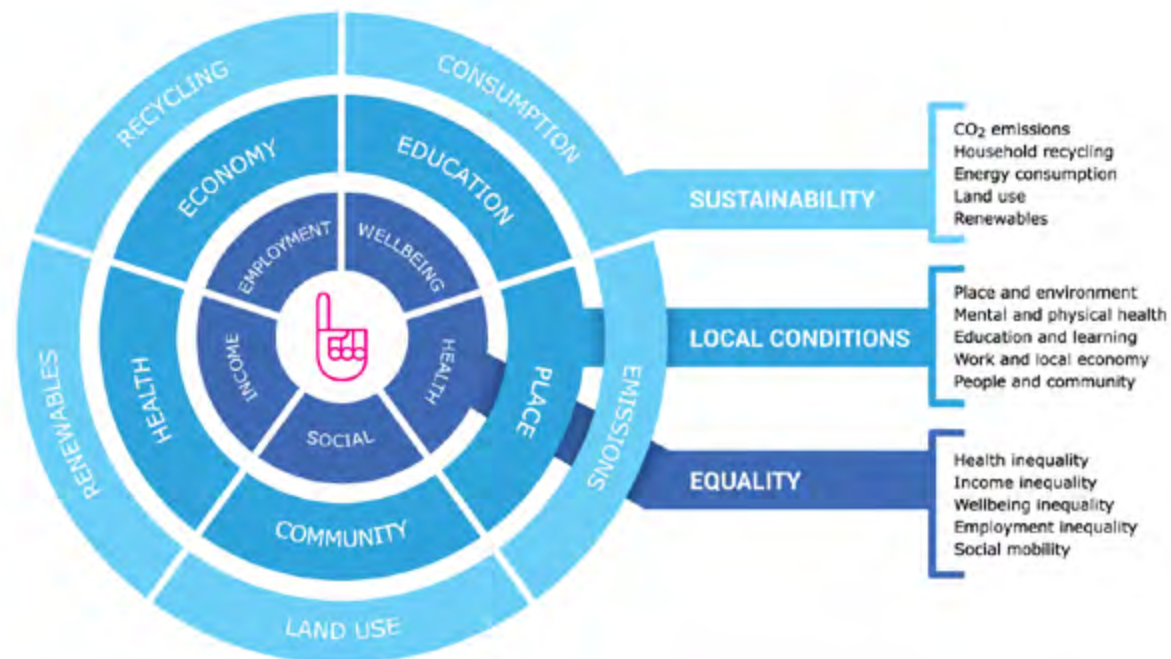 RECYCLING
CONSUMPTION
ECONOMY
EDUCATION
EMPLOYMENT
WELLBEING
INCOME
HEALTH
SOCIAL
HEALTH
PLACE
COMMUNITY
RENEWABLES
EMISSIONS
LAND USE
SUSTAINABILITY
CO₂ emissions
Household recycling
Energy consumption
Land use
Renewables
LOCAL CONDITIONS
Place and environment
Mental and physical health
Education and learning
Work and local economy
People and community
EQUALITY
Health inequality
Income inequality
Wellbeing inequality
Employment inequality
Social mobility